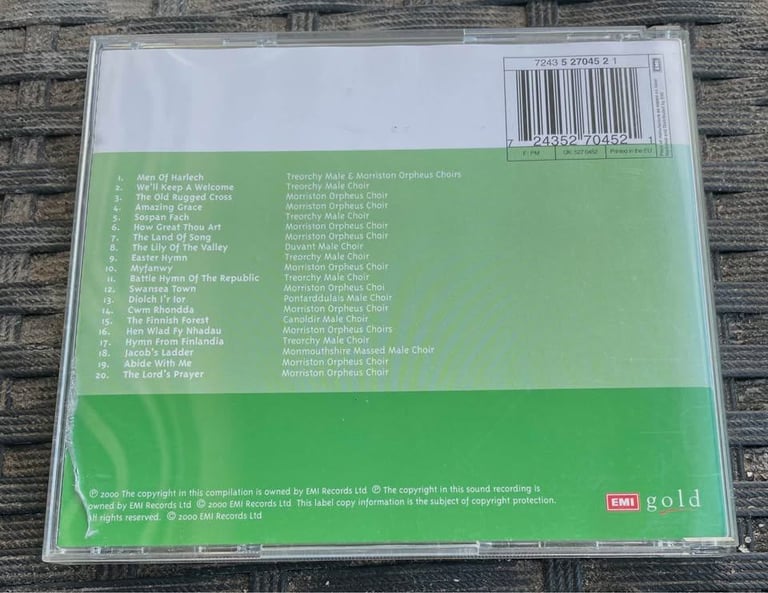 7243 5 27045 2 1
7 24352 70452 1
F: PM UK: 527 0452 Printed in the EU
1. Men Of Harlech Treorchy Male & Morriston Orpheus Choirs
2. We'll Keep A Welcome Treorchy Male Choir
3. The Old Rugged Cross Morriston Orpheus Choir
4. Amazing Grace Morriston Orpheus Choir
5. Sospan Fach Treorchy Male Choir
6. How Great Thou Art Morriston Orpheus Choir
7. The Land Of Song Morriston Orpheus Choir
8. The Lily Of The Valley Duvant Male Choir
9. Easter Hymn Treorchy Male Choir
10. Myfanwy Morriston Orpheus Choir
11. Battle Hymn Of The Republic Treorchy Male Choir
12. Swansea Town Morriston Orpheus Choi
13. Diolch I'r Ior Pontarddulais Male Choir
14. Cwm Rhondda Morriston Orpheus Choir
15. The Finnish Forest Canoldir Male Choir
16. Hen Wlad Fy Nhadau Morriston Orpheus Choirs
17. Hymn From Finlandia Treorchy Male Choir
18. Jacob's Ladder Monmouthshire Massed Male Choir
19. Abide With Me Morriston Orpheus Choir
20. The Lord's Prayer Morriston Orpheus Choir
℗ 2000 The copyright in this compilation is owned by EMI Records Ltd ℗ The copyright in this sound recording is
owned by EMI Records Ltd © 2000 EMI Records Ltd This label copy information is the subject of copyright protection.
All rights reserved. © 2000 EMI Records Ltd
EMI gold